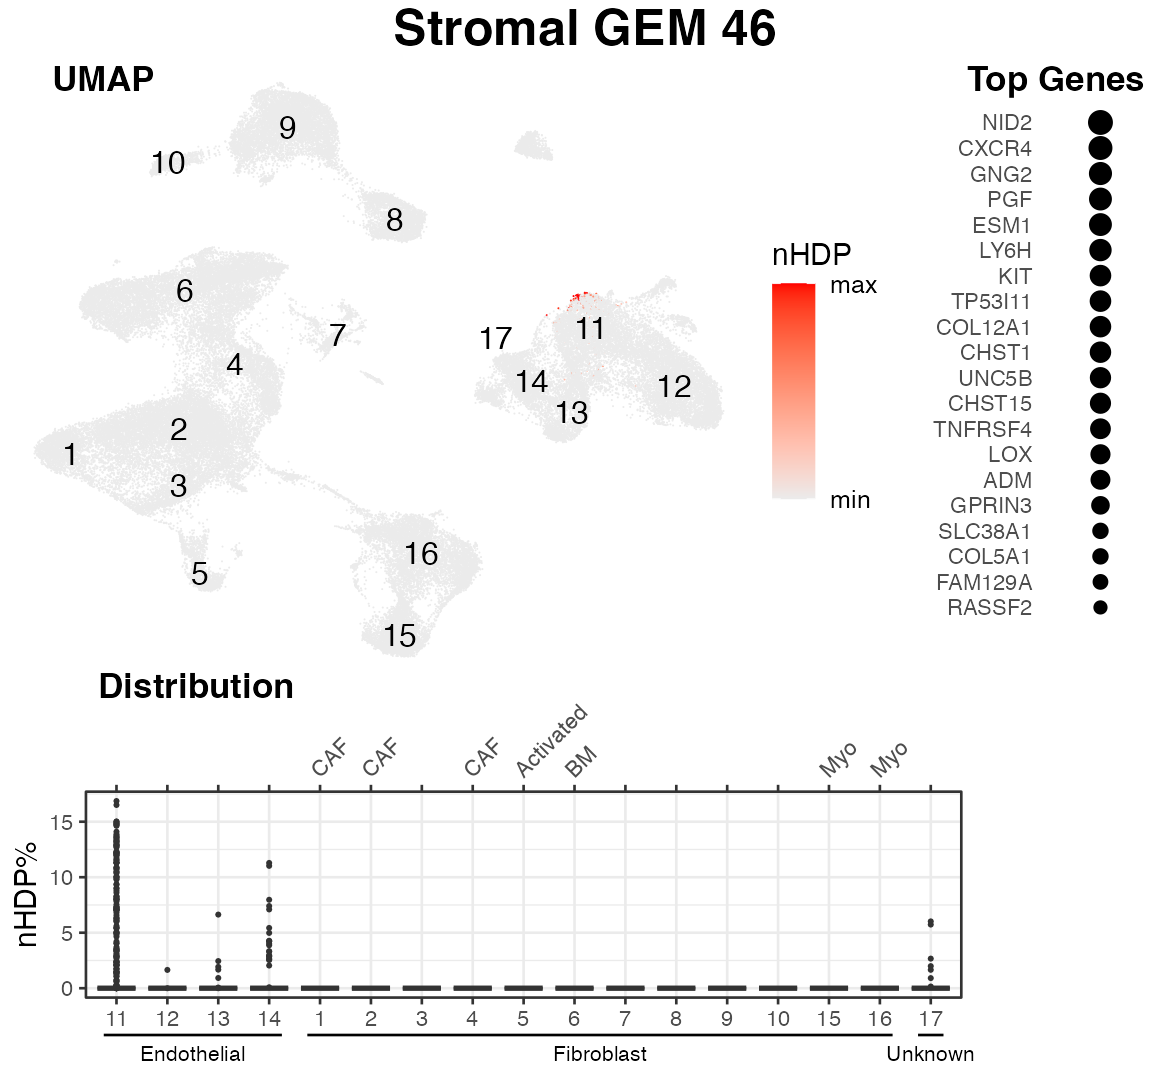 Stromal GEM 46
UMAP
9
10
8
6
7
4
2
1
3
5
16
15
17
11
14
12
13
nHDP
max
min
Top Genes
NID2
CXCR4
GNG2
PGF
ESM1
LY6H
KIT
TP53I11
COL12A1
CHST1
UNC5B
CHST15
TNFRSF4
LOX
ADM
GPRIN3
SLC38A1
COL5A1
FAM129A
RASSF2
Distribution
CAF CAF CAF Activated BM Myo Myo
nHDP%
15
10
5
0
11 12 13 14 1 2 3 4 5 6 7 8 9 10 15 16 17
Endothelial Fibroblast Unknown